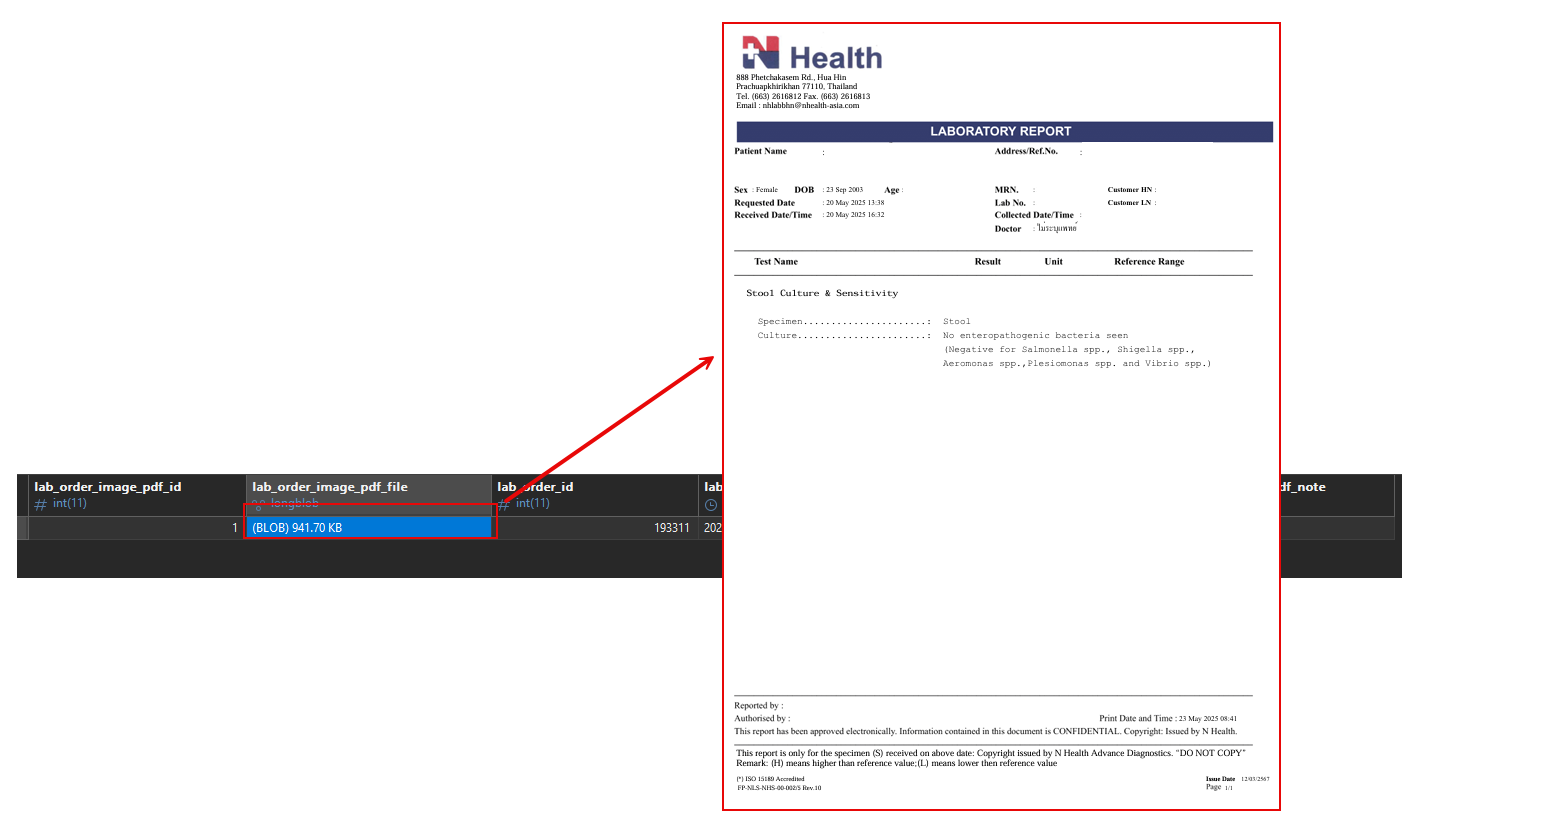 N Health
888 Phetchakasem Rd., Hua Hin
Prachuapkhirikhan 77110, Thailand
Tel. (663) 2616812 Fax. (663) 2616813
Email : nhlabbhn@nhealth-asia.com
LABORATORY REPORT
Patient Name : Address/Ref.No. :
Sex : Female DOB : 23 Sep 2003 Age : MRN. : Customer HN :
Requested Date : 20 May 2025 13:38 Lab No. : Customer LN :
Received Date/Time : 20 May 2025 16:32 Collected Date/Time :
Doctor : ไม่ระบุแพทย์
Test Name Result Unit Reference Range
Stool Culture & Sensitivity
Specimen......................: Stool
Culture.......................: No enteropathogenic bacteria seen
(Negative for Salmonella spp., Shigella spp.,
Aeromonas spp.,Plesiomonas spp. and Vibrio spp.)
lab_order_image_pdf_id lab_order_image_pdf_file lab_order_id lab df_note
# int(11) longblob # int(11)
1 (BLOB) 941.70 KB 193311 202
Reported by :
Authorised by : Print Date and Time : 23 May 2025 08:41
This report has been approved electronically. Information contained in this document is CONFIDENTIAL. Copyright: Issued by N Health.
This report is only for the specimen (S) received on above date: Copyright issued by N Health Advance Diagnostics. "DO NOT COPY"
Remark: (H) means higher than reference value;(L) means lower then reference value
(*) ISO 15189 Accredited Issue Date 12/03/2567
FP-NLS-NHS-00-002/5 Rev.10 Page 1/1